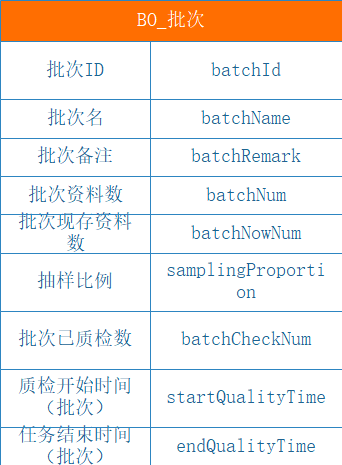 BO_批次
批次ID
batchId
批次名
batchName
批次备注
batchRemark
批次资料数
batchNum
批次现存资料
数
batchNowNum
抽样比例
samplingProporti
on
批次已质检数
batchCheckNum
质检开始时间
（批次）
startQualityTime
任务结束时间
（批次）
endQualityTime